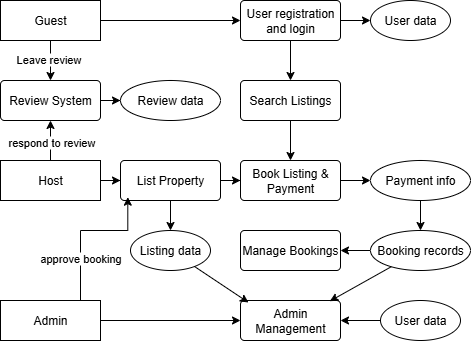 Guest
User registration
and login
User data
Leave review
Review System
Review data
Search Listings
respond to review
Host
List Property
Book Listing &
Payment
Payment info
approve booking
Listing data
Manage Bookings
Booking records
Admin
Admin
Management
User data